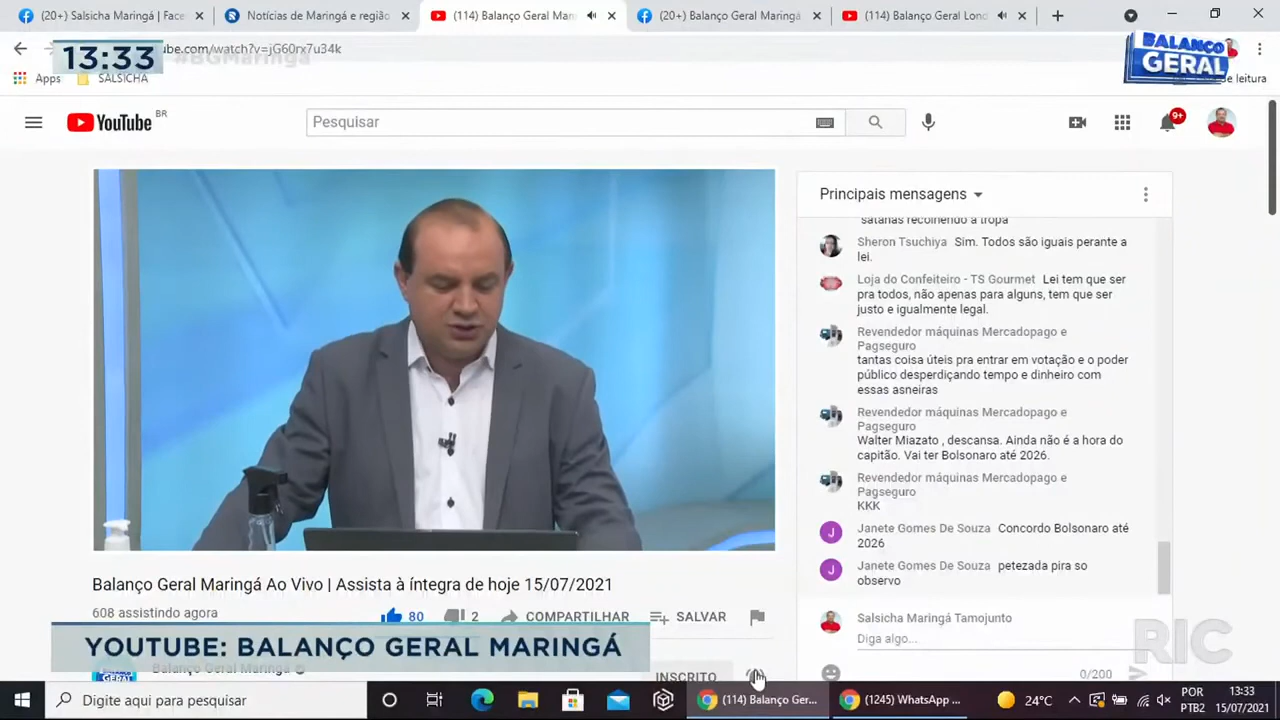 (20+) Salsicha Maringá | Face
Notícias de Maringá e região
(114) Balanço Geral Mar
(20+) Balanço Geral Maringá
(114) Balanço Geral Lond
13:33
ube.com/watch?v=jG60rx7u34k
#BGMaringá
BALANÇO
GERAL
Apps
SALSICHA
de leitura
YouTube
BR
Pesquisar
9+
Principais mensagens
satanás recolhendo a tropa
Sheron Tsuchiya Sim. Todos são iguais perante a
lei.
Loja do Confeiteiro - TS Gourmet Lei tem que ser
pra todos, não apenas para alguns, tem que ser
justo e igualmente legal.
Revendedor máquinas Mercadopago e
Pagseguro
tantas coisa úteis pra entrar em votação e o poder
público desperdiçando tempo e dinheiro com
essas asneiras
Revendedor máquinas Mercadopago e
Pagseguro
Walter Miazato , descansa. Ainda não é a hora do
capitão. Vai ter Bolsonaro até 2026.
Revendedor máquinas Mercadopago e
Pagseguro
KKK
J
Janete Gomes De Souza Concordo Bolsonaro até
2026
J
Janete Gomes De Souza petezada pira so
observo
Salsicha Maringá Tamojunto
Diga algo...
0/200
Balanço Geral Maringá Ao Vivo | Assista à íntegra de hoje 15/07/2021
608 assistindo agora
80
2
COMPARTILHAR
SALVAR
YOUTUBE: BALANÇO GERAL MARINGÁ
RIC
Balanço Geral Maringá
INSCRITO
Digite aqui para pesquisar
(114) Balanço Ger...
(1245) WhatsApp ...
24°C
POR
PTB2
13:33
15/07/2021